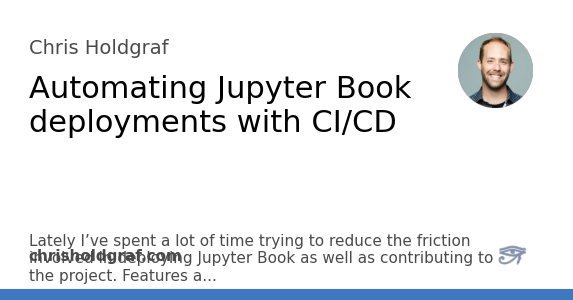 Chris Holdgraf
Automating Jupyter Book
deployments with CI/CD
Lately I’ve spent a lot of time trying to reduce the friction
involved in deploying Jupyter Book as well as contributing to
chrisholdgraf.com
the project. Features a…